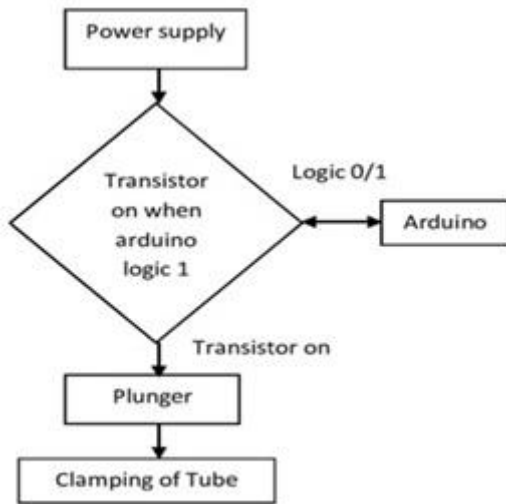 Power supply
Transistor
on when
arduino
logic 1
Logic 0/1
Arduino
Transistor on
Plunger
Clamping of Tube